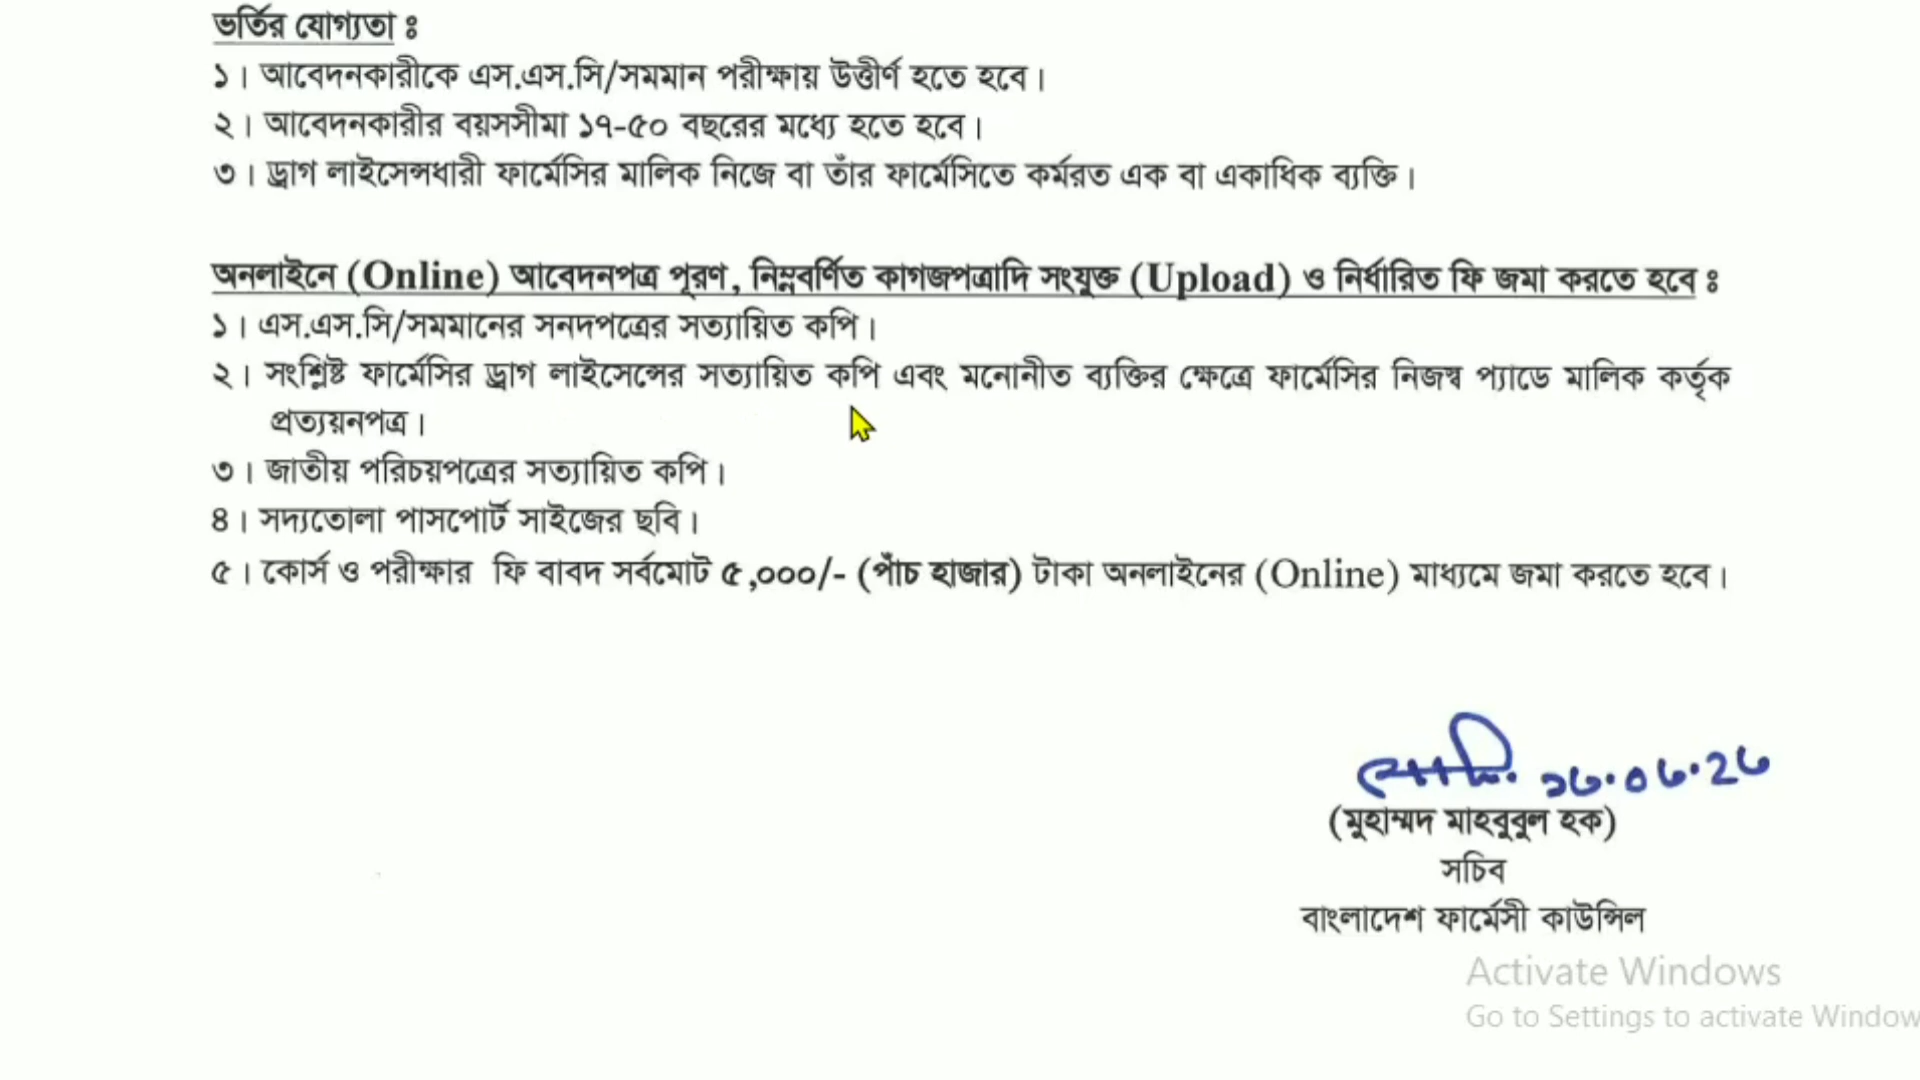 ভর্তির যোগ্যতা ঃ
১। আবেদনকারীকে এস.এস.সি/সমমান পরীক্ষায় উত্তীর্ণ হতে হবে।
২। আবেদনকারীর বয়সসীমা ১৭-৫০ বছরের মধ্যে হতে হবে।
৩। ড্রাগ লাইসেন্সধারী ফার্মেসির মালিক নিজে বা তাঁর ফার্মেসিতে কর্মরত এক বা একাধিক ব্যক্তি।
অনলাইনে (Online) আবেদনপত্র পূরণ, নিম্নবর্ণিত কাগজপত্রাদি সংযুক্ত (Upload) ও নির্ধারিত ফি জমা করতে হবে ঃ
১। এস.এস.সি/সমমানের সনদপত্রের সত্যায়িত কপি।
২। সংশ্লিষ্ট ফার্মেসির ড্রাগ লাইসেন্সের সত্যায়িত কপি এবং মনোনীত ব্যক্তির ক্ষেত্রে ফার্মেসির নিজস্ব প্যাডে মালিক কর্তৃক
প্রত্যয়নপত্র।
৩। জাতীয় পরিচয়পত্রের সত্যায়িত কপি।
৪। সদ্যতোলা পাসপোর্ট সাইজের ছবি।
৫। কোর্স ও পরীক্ষার ফি বাবদ সর্বমোট ৫,০০০/- (পাঁচ হাজার) টাকা অনলাইনের (Online) মাধ্যমে জমা করতে হবে।
(মুহাম্মদ মাহবুবুল হক)
সচিব
বাংলাদেশ ফার্মেসী কাউন্সিল
Activate Windows
Go to Settings to activate Window